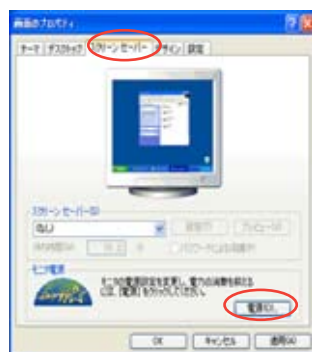 画面のプロパティ
テーマ デスクトップ スクリーン セーバー デザイン 設定
スクリーン セーバー(S)
(なし)
設定(T) プレビュー(V)
待ち時間(W) 10 分 パスワードによる保護(P)
モニタ電源
モニタの電源設定を変更し、電力の消費を抑える
には、[電源] をクリックしてください。
電源(O)...
OK キャンセル 適用(A)